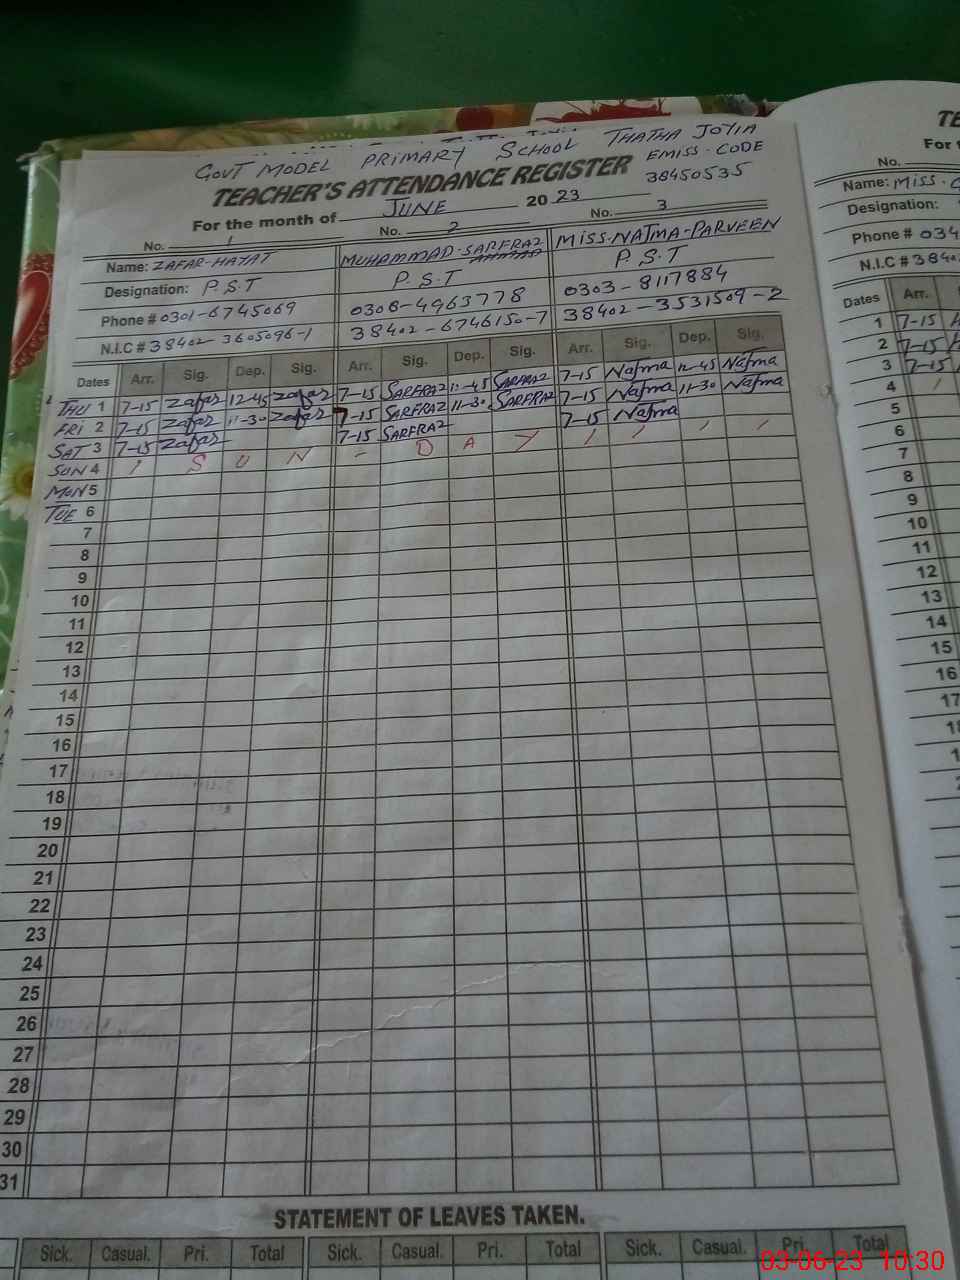 GOVT MODEL PRIMARY SCHOOL THATHA JOYIA
TEACHER'S ATTENDANCE REGISTER EMISS-CODE
38450535
For the month of JUNE 20 23
No. 1 No. 2 No. 3
Name: ZAFAR-HAYAT MUHAMMAD-SARFRAZ MISS-NAJMA-PARVEEN
AHMAD
Designation: P.S.T P.S.T P.S.T
Phone # 0301-6745069 0306-4963778 0303-8117884
N.I.C # 38402-3605096-1 38402-6746150-7 38402-3531509-2
Dates Arr. Sig. Dep. Sig. Arr. Sig. Dep. Sig. Arr. Sig. Dep. Sig.
THU 1 7-15 Zafar 12-45 Zafar 7-15 SARFRAZ 12-45 SARFRAZ 7-15 Najma 12-45 Najma
FRI 2 7-15 Zafar 11-30 Zafar 7-15 SARFRAZ 11-30 SARFRAZ 7-15 Najma 11-30 Najma
SAT 3 7-15 Zafar 7-15 SARFRAZ 7-15 Najma
SUN 4 S U N - D A Y
MON 5
TUE 6
7
8
9
10
11
12
13
14
15
16
17
18
19
20
21
22
23
24
25
26
27
28
29
30
31
STATEMENT OF LEAVES TAKEN.
Sick. Casual. Pri. Total Sick. Casual. Pri. Total Sick. Casual. Pri. Total
No.
Name: MISS.
Designation:
Phone # 034
N.I.C # 3840
Dates Arr.
1 7-15
2 7-15
3 7-15
4
5
6
7
8
9
10
11
12
13
14
15
16
17
03-06-23 10:30